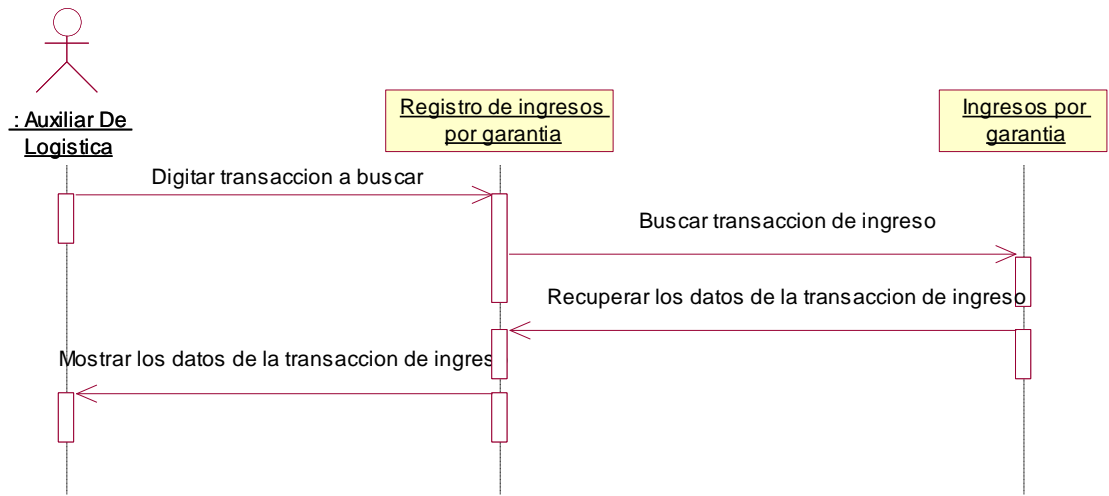 : Auxiliar De
Logistica
Registro de ingresos
por garantia
Ingresos por
garantia
Digitar transaccion a buscar
Buscar transaccion de ingreso
Recuperar los datos de la transaccion de ingreso
Mostrar los datos de la transaccion de ingres